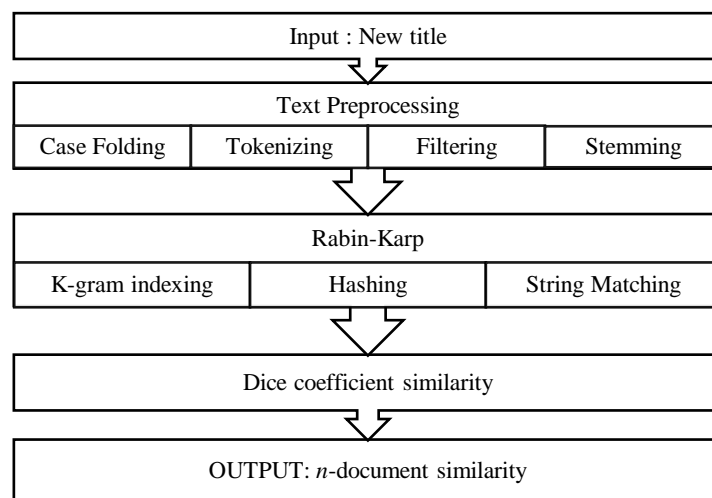 Input : New title
Text Preprocessing
Case Folding Tokenizing Filtering Stemming
Rabin-Karp
K-gram indexing Hashing String Matching
Dice coefficient similarity
OUTPUT: n-document similarity